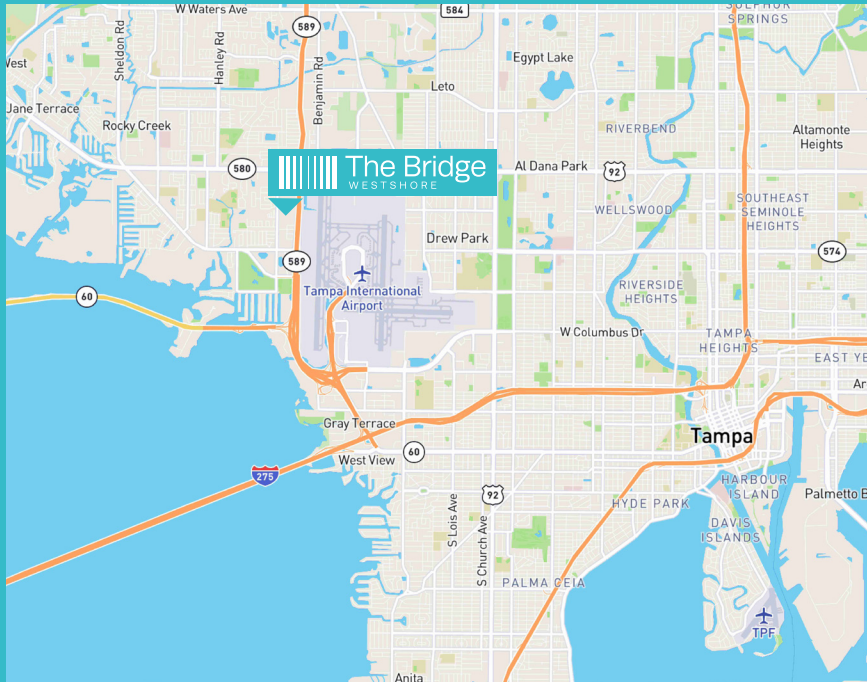 W Waters Ave
584
SULPHUR
SPRINGS
589
Sheldon Rd
Hanley Rd
Benjamin Rd
Egypt Lake
West
Leto
Jane Terrace
Rocky Creek
RIVERBEND
Altamonte
Heights
580
The Bridge
WESTSHORE
Al Dana Park
92
WELLSWOOD
SOUTHEAST
SEMINOLE
HEIGHTS
Drew Park
574
589
Tampa International
Airport
RIVERSIDE
HEIGHTS
60
W Columbus Dr
TAMPA
HEIGHTS
EAST YB
Ar
Gray Terrace
Tampa
West View
60
275
92
S Lois Ave
S Church Ave
HYDE PARK
HARBOUR
ISLAND
Palmetto B
DAVIS
ISLANDS
PALMA CEIA
TPF
Anita